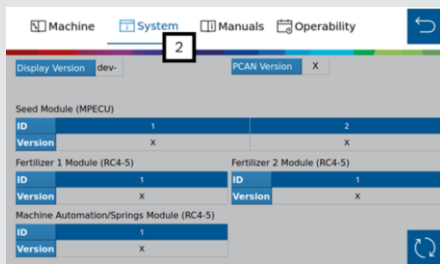 Machine System Manuals Operability
2
Display Version dev- PCAN Version X
Seed Module (MPECU)
ID 1 2
Version X X
Fertilizer 1 Module (RC4-5) Fertilizer 2 Module (RC4-5)
ID 1 ID 1
Version X Version X
Machine Automation/Springs Module (RC4-5)
ID 1
Version X